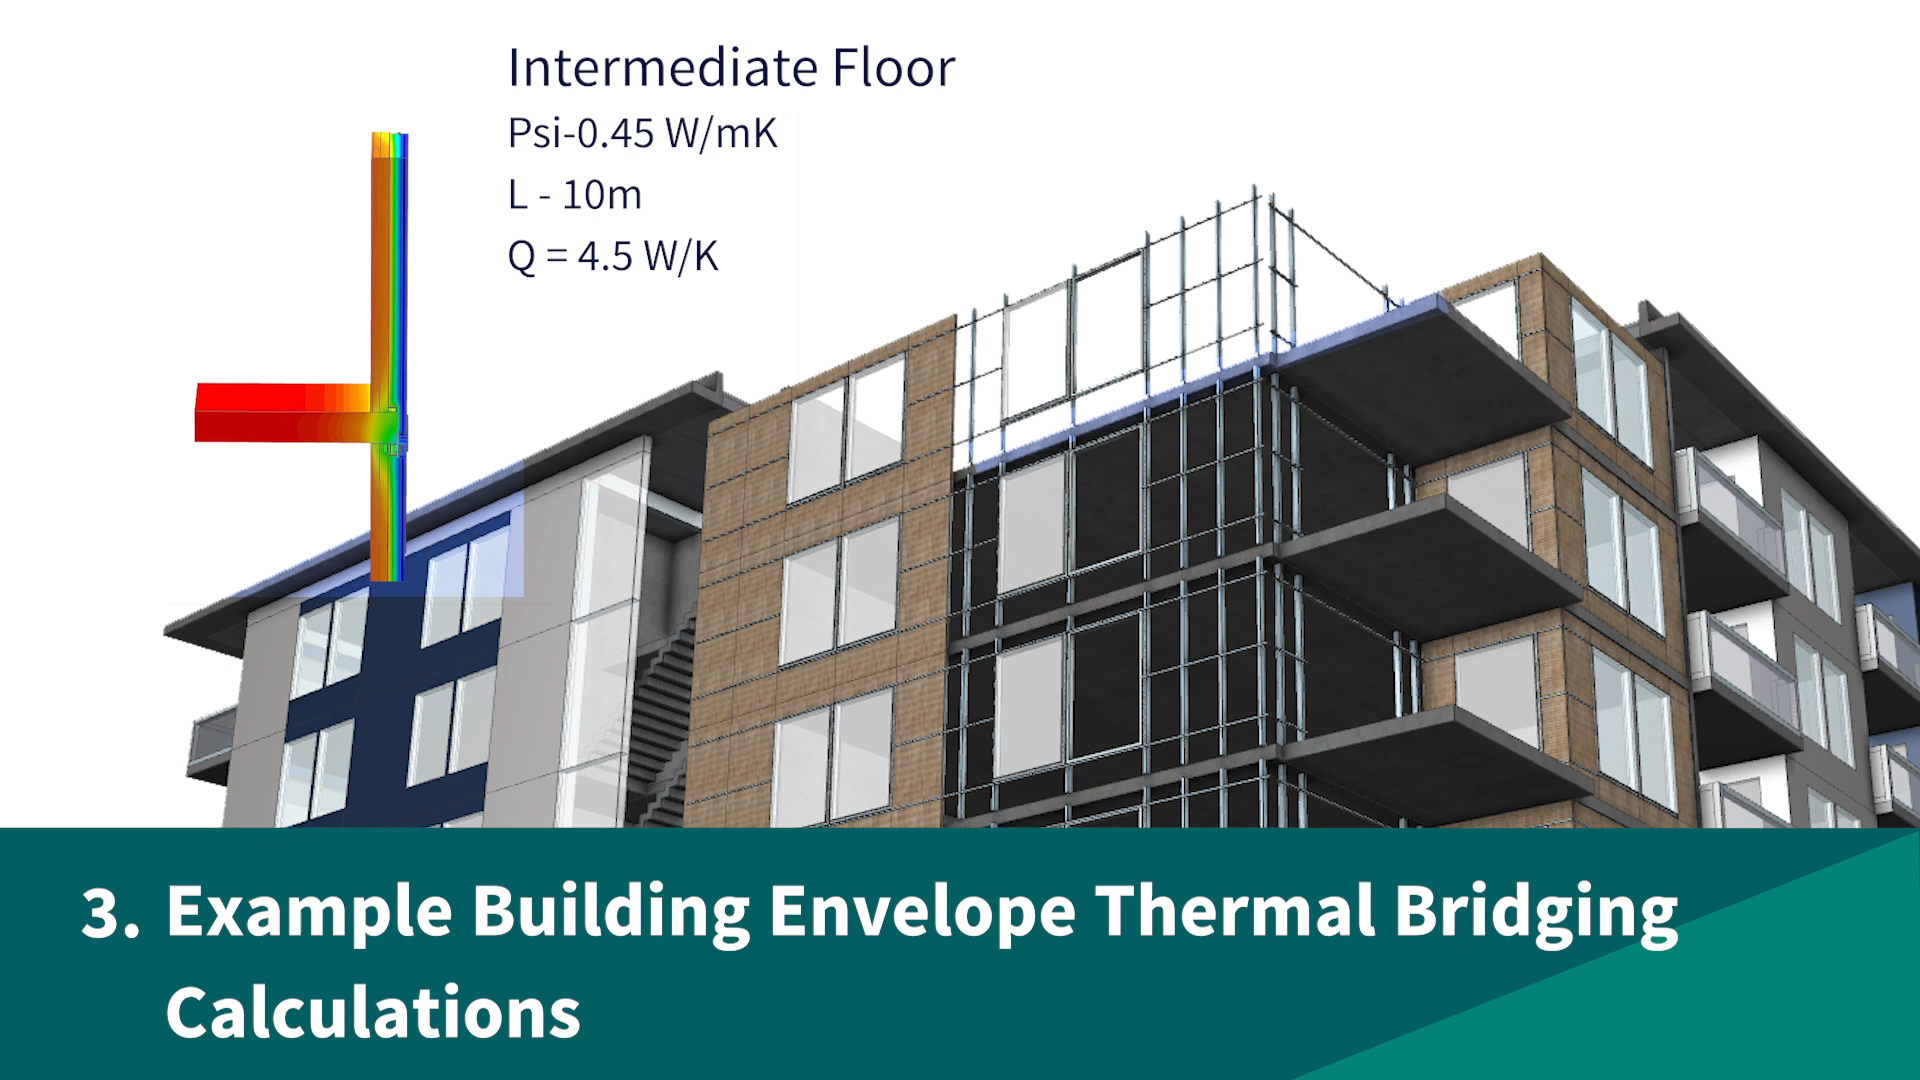 Intermediate Floor
Psi-0.45 W/mK
L - 10m
Q = 4.5 W/K
3. Example Building Envelope Thermal Bridging
Calculations